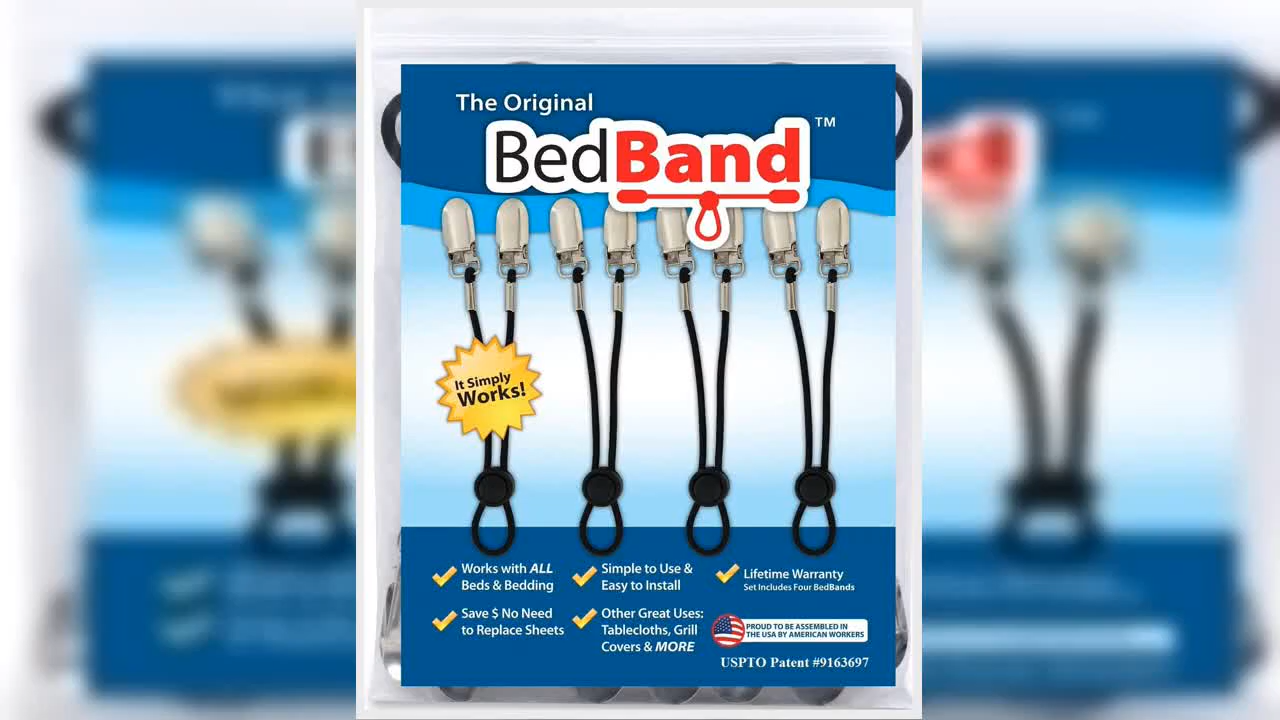 The Original
BedBand™
It Simply
Works!
Works with ALL
Beds & Bedding
Simple to Use &
Easy to Install
Lifetime Warranty
Set Includes Four BedBands
Save $ No Need
to Replace Sheets
Other Great Uses:
Tablecloths, Grill
Covers & MORE
PROUD TO BE ASSEMBLED IN
THE USA BY AMERICAN WORKERS
USPTO Patent #9163697